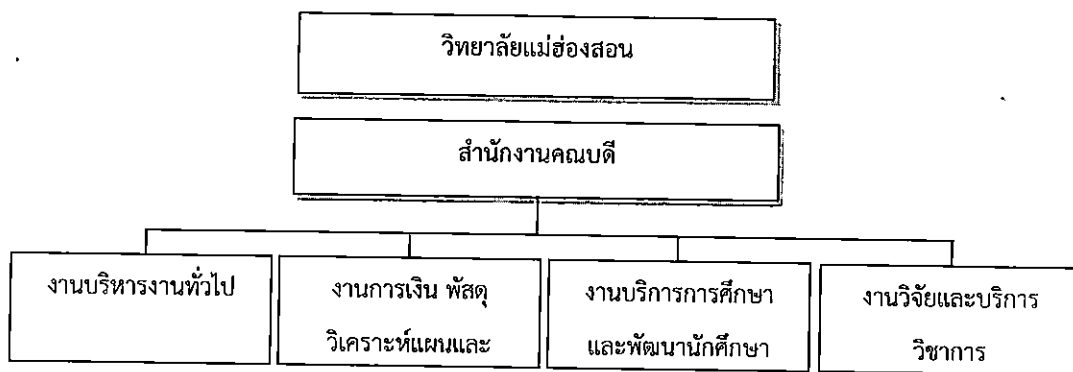 วิทยาลัยแม่ฮ่องสอน
สำนักงานคณบดี
งานบริหารงานทั่วไป
งานการเงิน พัสดุ
วิเคราะห์แผนและ
งานบริการการศึกษา
และพัฒนานักศึกษา
งานวิจัยและบริการ
วิชาการ